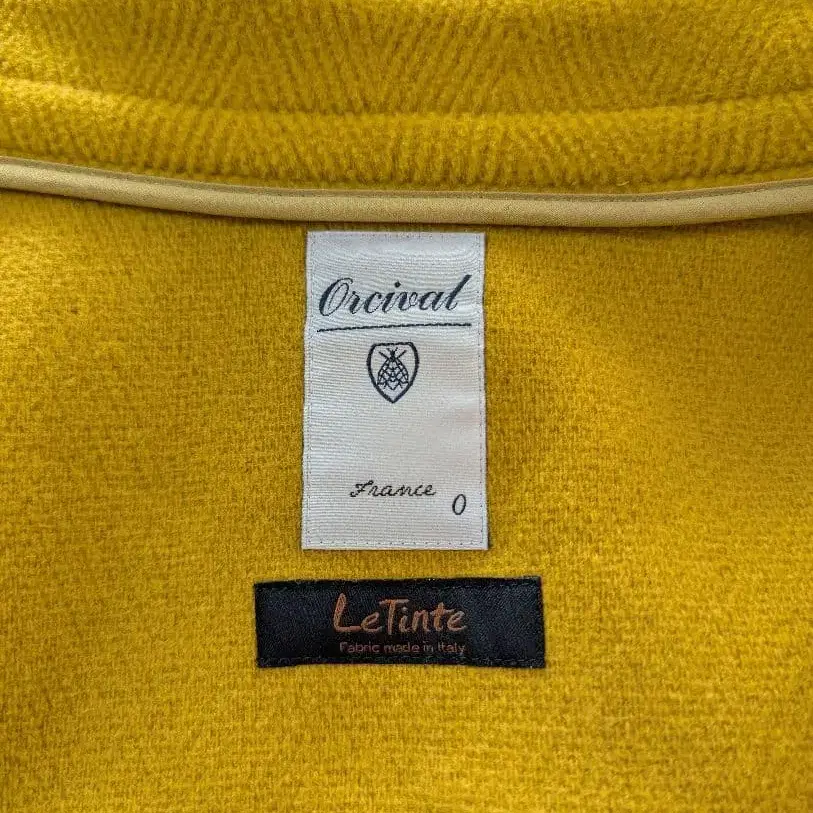 Orcival
France
0
LeTinte
Fabric made in Italy